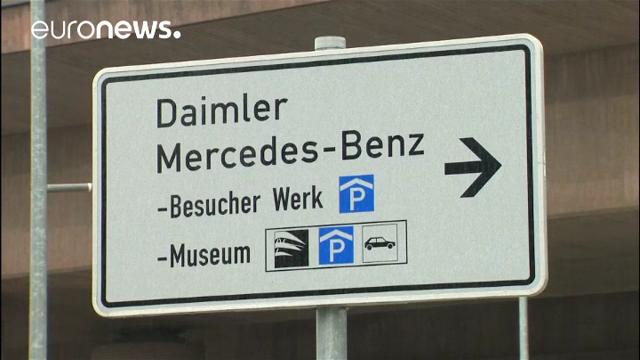 euronews.
Daimler
Mercedes-Benz
-Besucher Werk P
-Museum P